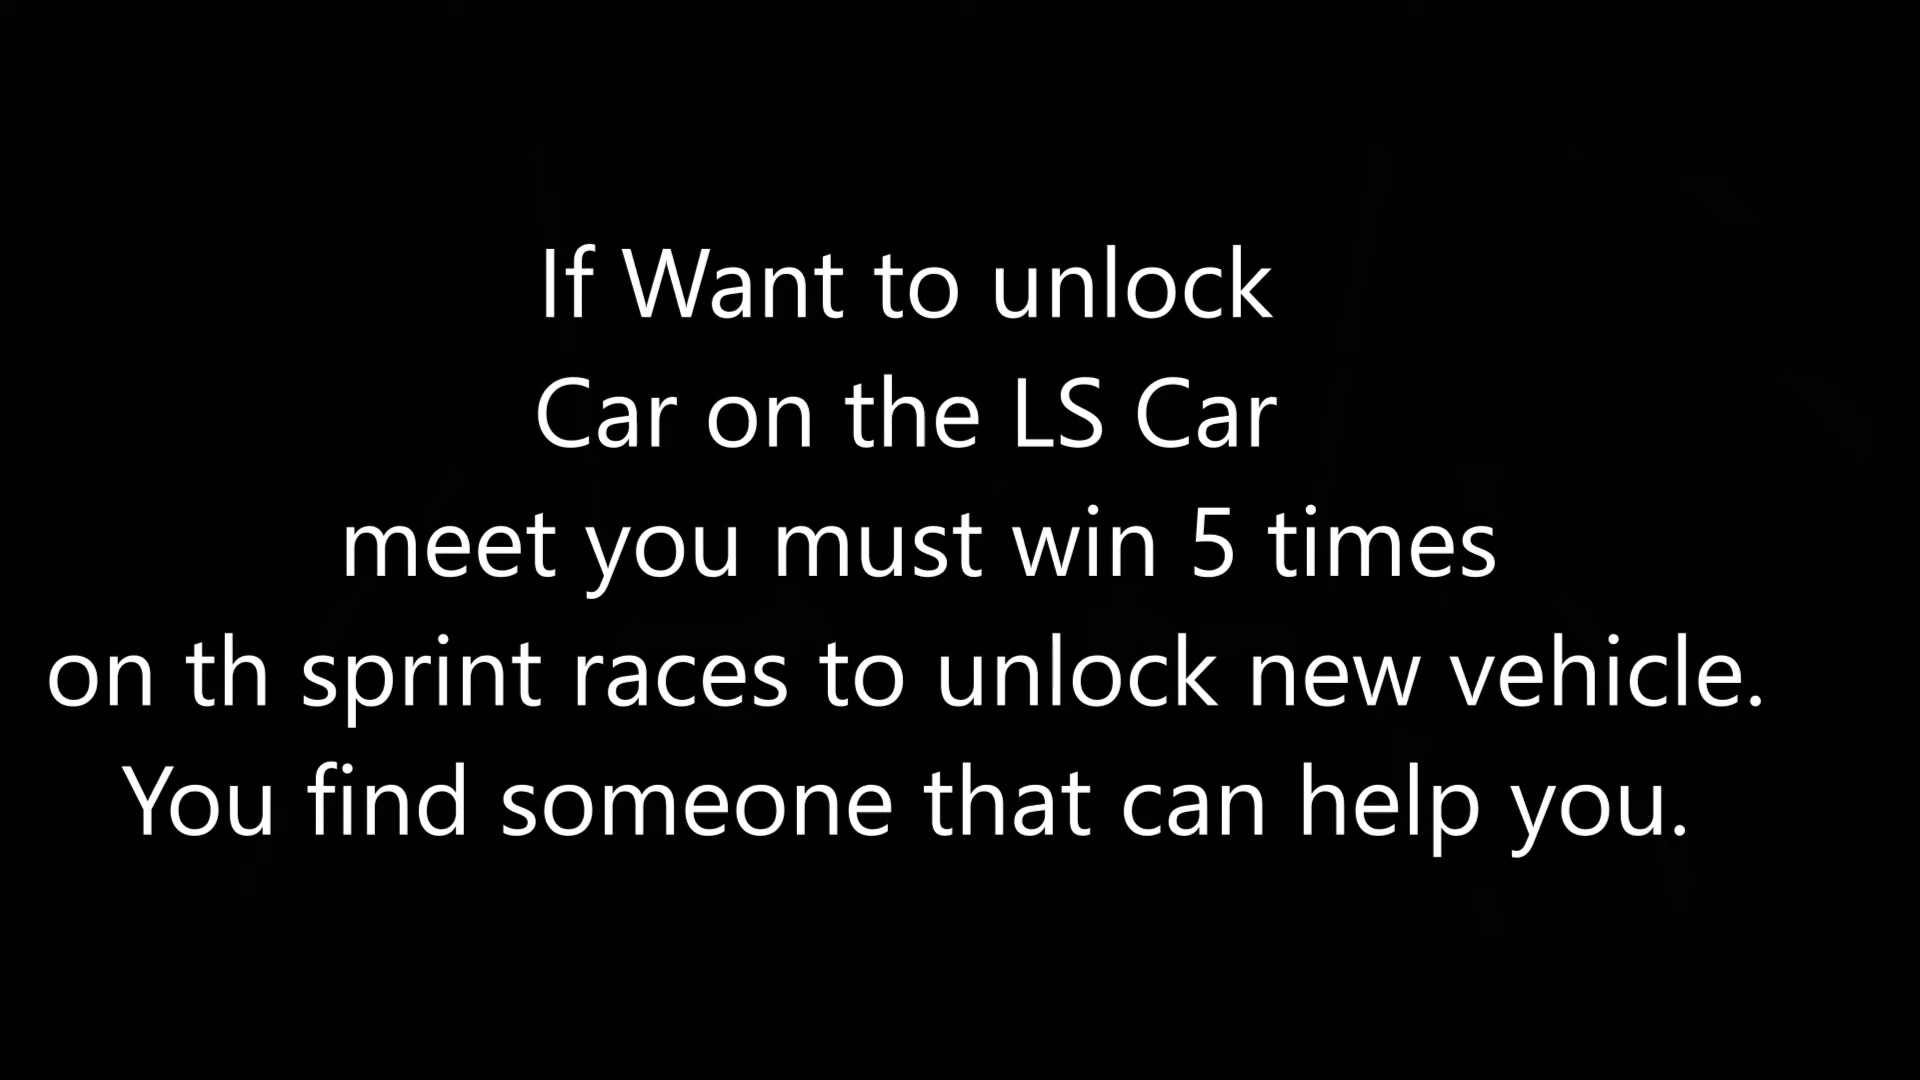 If Want to unlock
Car on the LS Car
meet you must win 5 times
on th sprint races to unlock new vehicle.
You find someone that can help you.